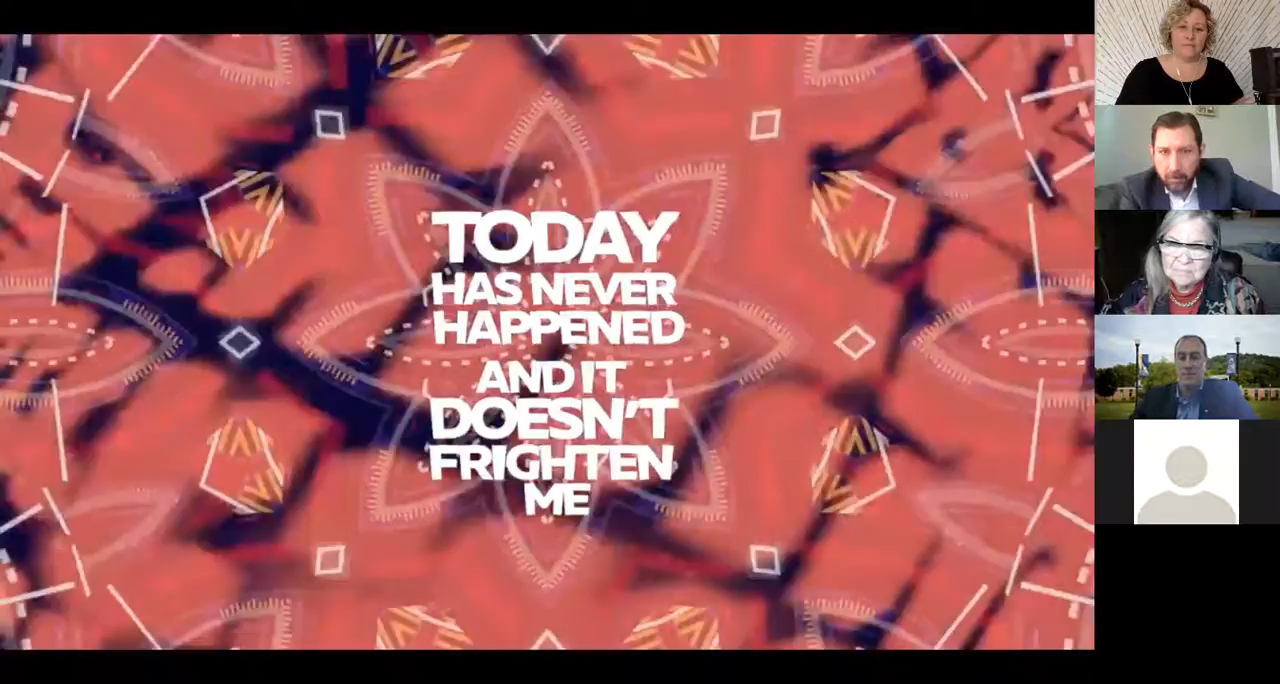 TODAY
HAS NEVER
HAPPENED
AND IT
DOESN'T
FRIGHTEN
ME